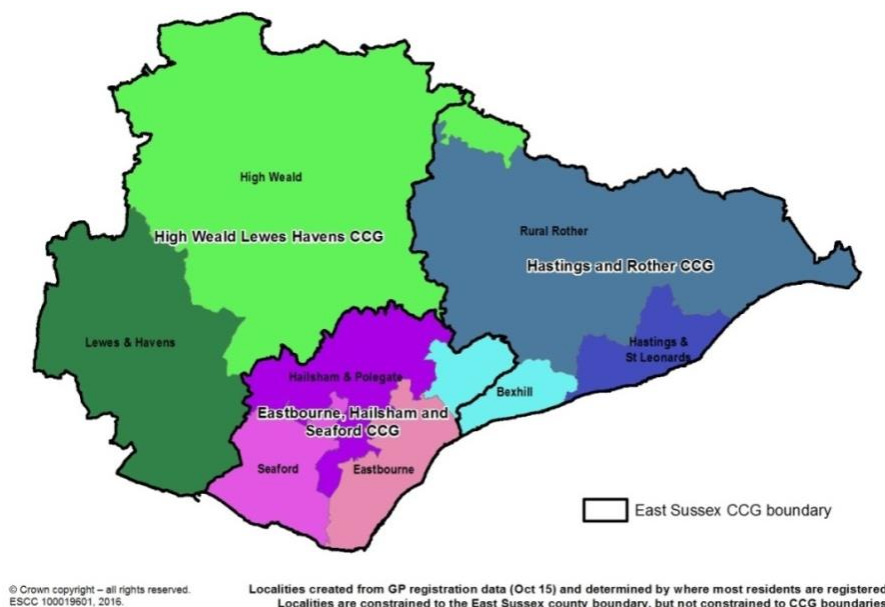 High Weald
High Weald Lewes Havens CCG
Rural Rother
Hastings and Rother CCG
Lewes & Havens
Hastings &
St Leonards
Hailsham & Polegate
Bexhill
Eastbourne, Hailsham and
Seaford CCG
Seaford
Eastbourne
East Sussex CCG boundary
© Crown copyright – all rights reserved.
ESCC 100019601, 2016.
Localities created from GP registration data (Oct 15) and determined by where most residents are registered
Localities are constrained to the East Sussex county boundary, but not constrained to CCG boundaries